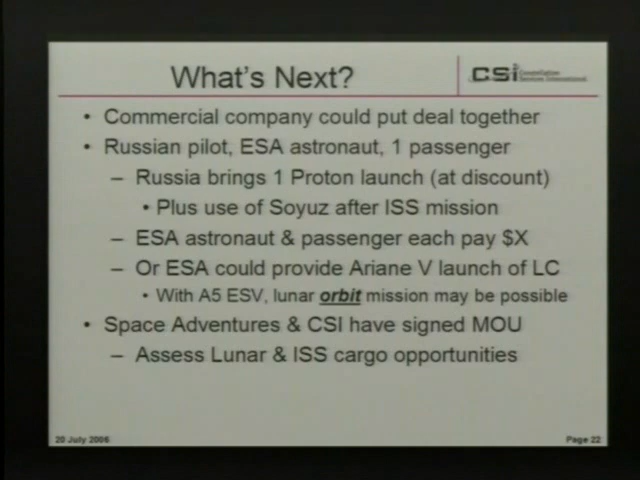 What's Next?
CSI Constellation Services International
• Commercial company could put deal together
• Russian pilot, ESA astronaut, 1 passenger
– Russia brings 1 Proton launch (at discount)
• Plus use of Soyuz after ISS mission
– ESA astronaut & passenger each pay $X
– Or ESA could provide Ariane V launch of LC
• With A5 ESV, lunar orbit mission may be possible
• Space Adventures & CSI have signed MOU
– Assess Lunar & ISS cargo opportunities
20 July 2006 Page 22